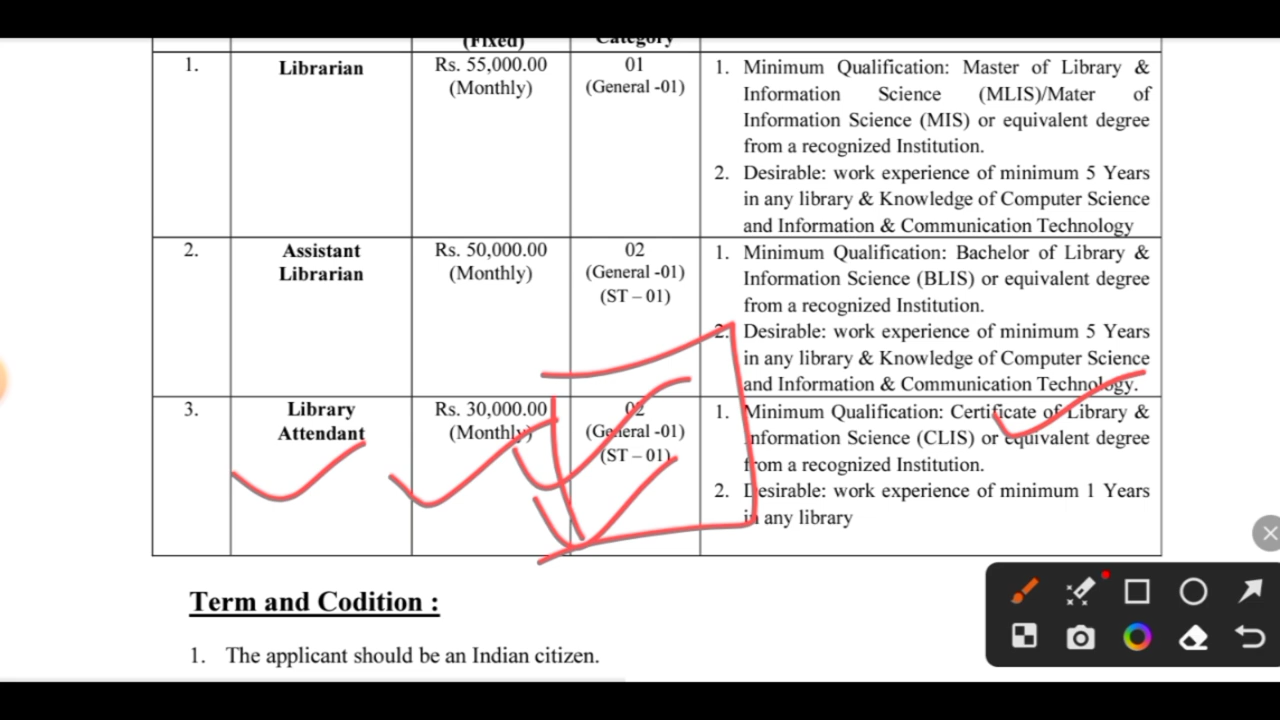 (Fixed)
Category
1.
Librarian
Rs. 55,000.00
(Monthly)
01
(General -01)
1. Minimum Qualification: Master of Library &
Information Science (MLIS)/Mater of
Information Science (MIS) or equivalent degree
from a recognized Institution.
2. Desirable: work experience of minimum 5 Years
in any library & Knowledge of Computer Science
and Information & Communication Technology
2.
Assistant
Librarian
Rs. 50,000.00
(Monthly)
02
(General -01)
(ST – 01)
1. Minimum Qualification: Bachelor of Library &
Information Science (BLIS) or equivalent degree
from a recognized Institution.
2. Desirable: work experience of minimum 5 Years
in any library & Knowledge of Computer Science
and Information & Communication Technology.
3.
Library
Attendant
Rs. 30,000.00
(Monthly)
02
(General -01)
(ST – 01)
1. Minimum Qualification: Certificate of Library &
Information Science (CLIS) or equivalent degree
from a recognized Institution.
2. Desirable: work experience of minimum 1 Years
in any library
Term and Codition :
1. The applicant should be an Indian citizen.